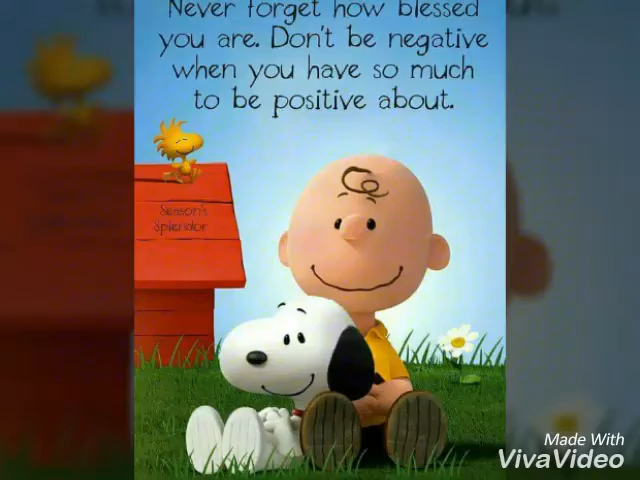 Never forget how blessed
you are. Don't be negative
when you have so much
to be positive about.
Season's
Splendor
Made With
VivaVideo